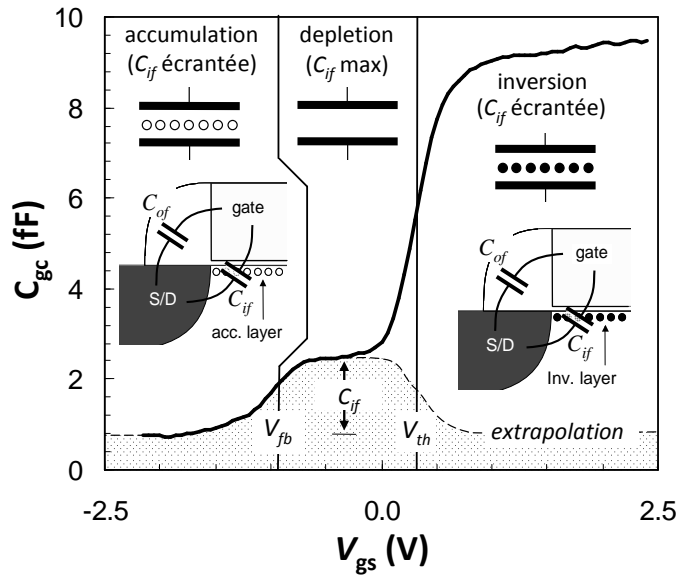 accumulation
(Cif écrantée)
depletion
(Cif max)
inversion
(Cif écrantée)
10
8
6
4
2
0
Cgc (fF)
Cof
gate
S/D
Cif
acc. layer
Cof
gate
S/D
Cif
Inv. layer
Cif
Vfb
Vth
extrapolation
-2.5
0.0
2.5
Vgs (V)